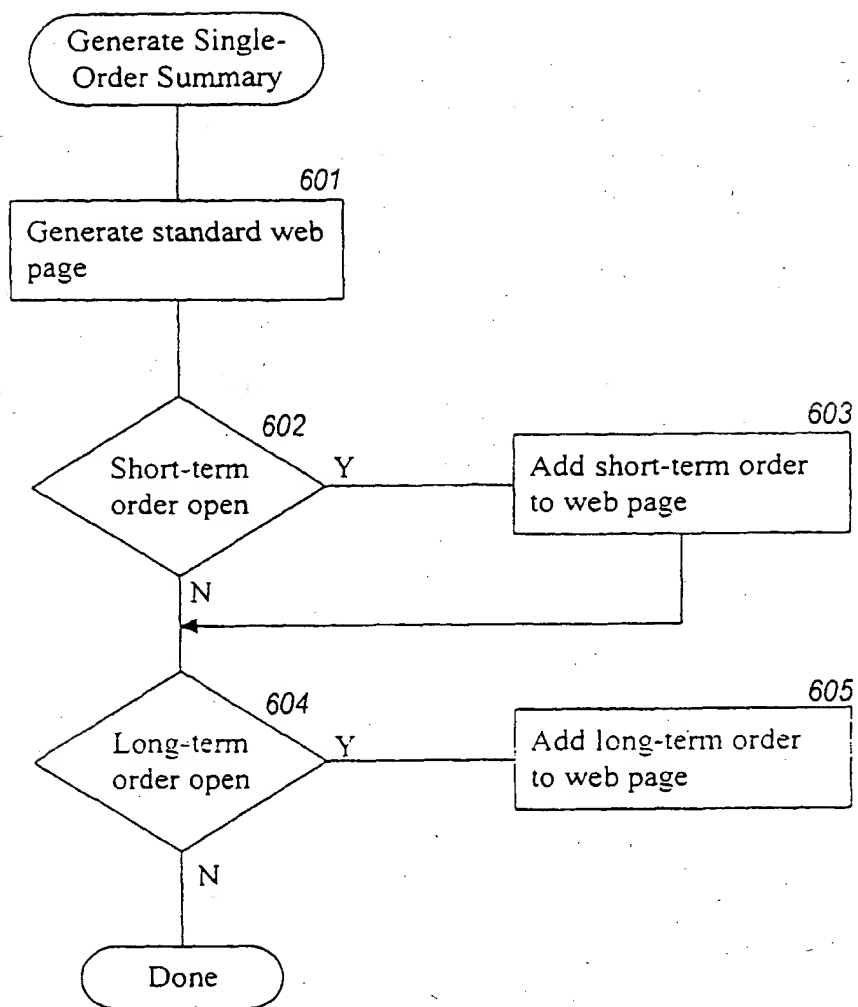 Generate Single-
Order Summary
601
Generate standard web
page
602
Short-term
order open
Y
N
603
Add short-term order
to web page
604
Long-term
order open
Y
N
605
Add long-term order
to web page
Done